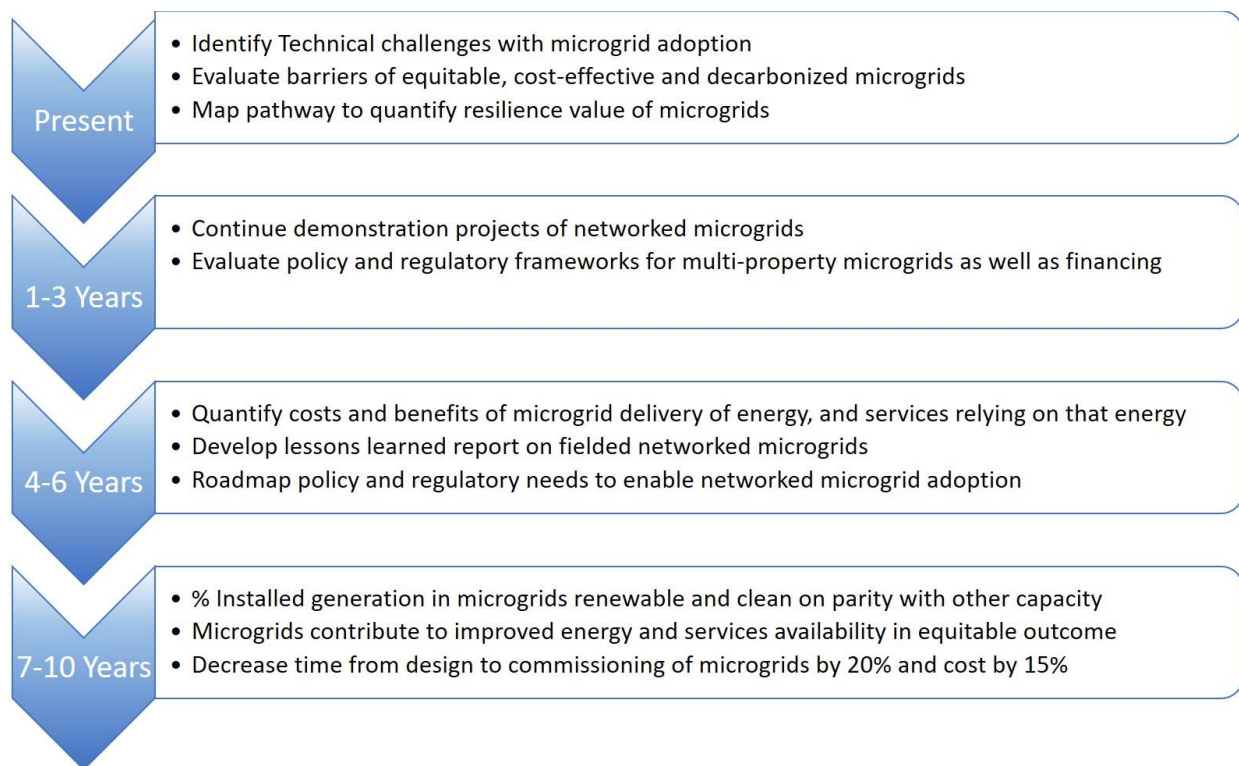 Present
• Identify Technical challenges with microgrid adoption
• Evaluate barriers of equitable, cost-effective and decarbonized microgrids
• Map pathway to quantify resilience value of microgrids
1-3 Years
• Continue demonstration projects of networked microgrids
• Evaluate policy and regulatory frameworks for multi-property microgrids as well as financing
4-6 Years
• Quantify costs and benefits of microgrid delivery of energy, and services relying on that energy
• Develop lessons learned report on fielded networked microgrids
• Roadmap policy and regulatory needs to enable networked microgrid adoption
7-10 Years
• % Installed generation in microgrids renewable and clean on parity with other capacity
• Microgrids contribute to improved energy and services availability in equitable outcome
• Decrease time from design to commissioning of microgrids by 20% and cost by 15%